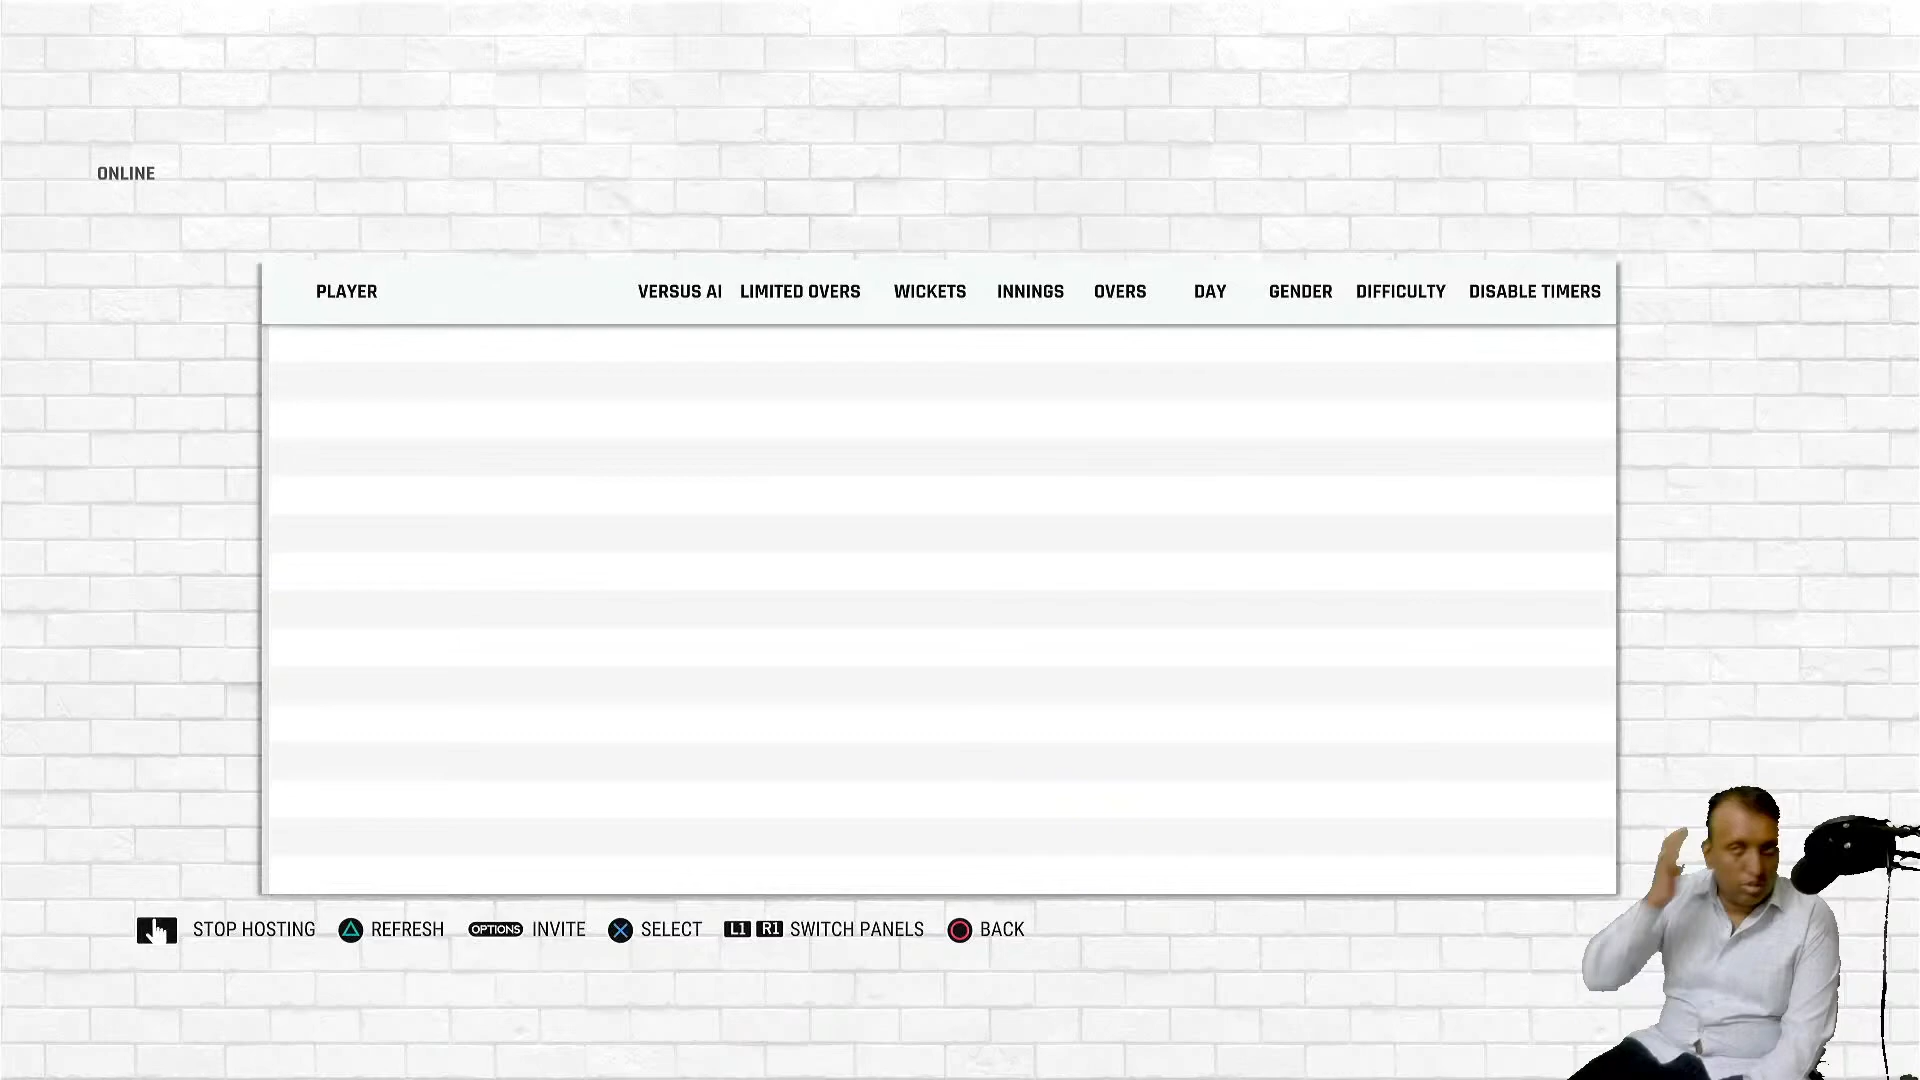 ONLINE
PLAYER VERSUS AI LIMITED OVERS WICKETS INNINGS OVERS DAY GENDER DIFFICULTY DISABLE TIMERS
STOP HOSTING REFRESH OPTIONS INVITE SELECT L1 R1 SWITCH PANELS BACK